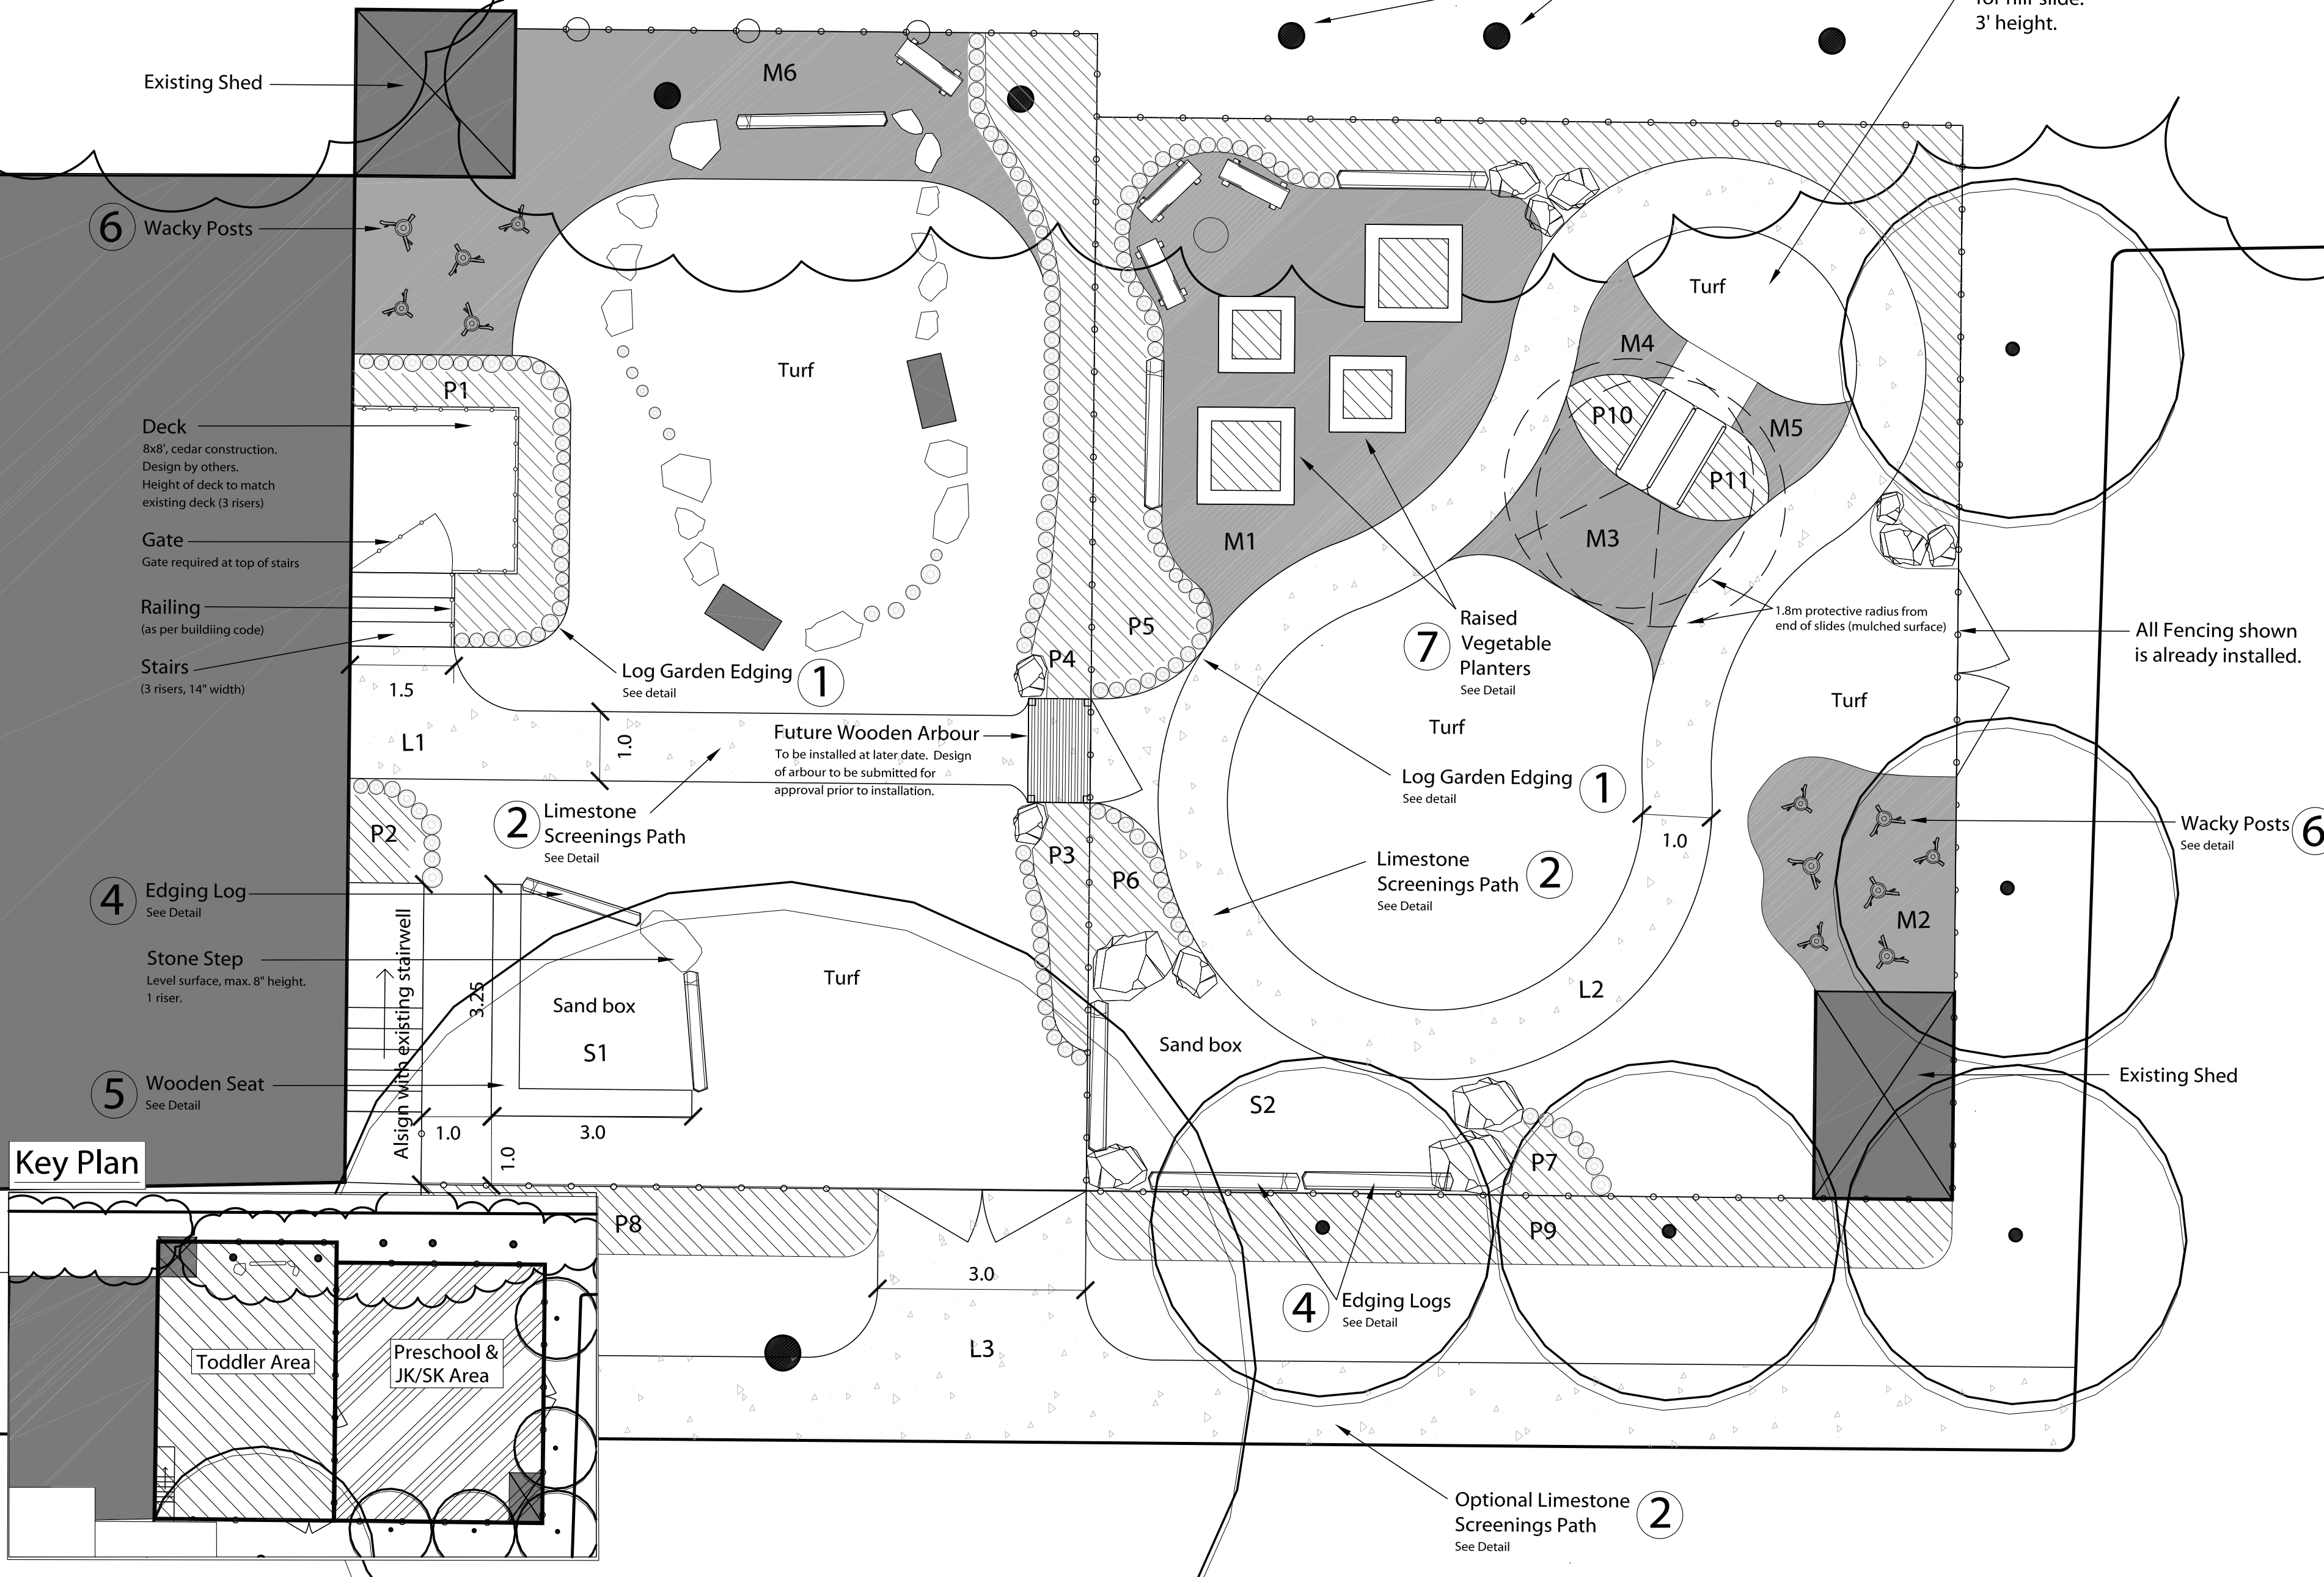 for hill slide.
3' height.
Existing Shed
M6
6
Wacky Posts
Turf
M4
P1
Turf
P10
M5
P11
Deck
8x8', cedar construction.
Design by others.
Height of deck to match
existing deck (3 risers)
Gate
Gate required at top of stairs
M1
M3
Railing
(as per buildiing code)
Stairs
(3 risers, 14" width)
1.5
Log Garden Edging
See detail
1
P4
P5
7
Raised
Vegetable
Planters
See Detail
1.8m protective radius from
end of slides (mulched surface)
All Fencing shown
is already installed.
Turf
Turf
L1
1.0
Future Wooden Arbour
To be installed at later date. Design
of arbour to be submitted for
approval prior to installation.
Log Garden Edging
See detail
1
P2
2
Limestone
Screenings Path
See Detail
P3
P6
Limestone
Screenings Path
See Detail
2
1.0
Wacky Posts
See detail
6
M2
4
Edging Log
See Detail
Stone Step
Level surface, max. 8" height.
1 riser.
Alsign with existing stairwell
3.25
Sand box
S1
Turf
L2
Sand box
S2
5
Wooden Seat
See Detail
1.0
3.0
1.0
Existing Shed
P7
P8
P9
3.0
L3
4
Edging Logs
See Detail
Key Plan
Toddler Area
Preschool &
JK/SK Area
Optional Limestone
Screenings Path
See Detail
2